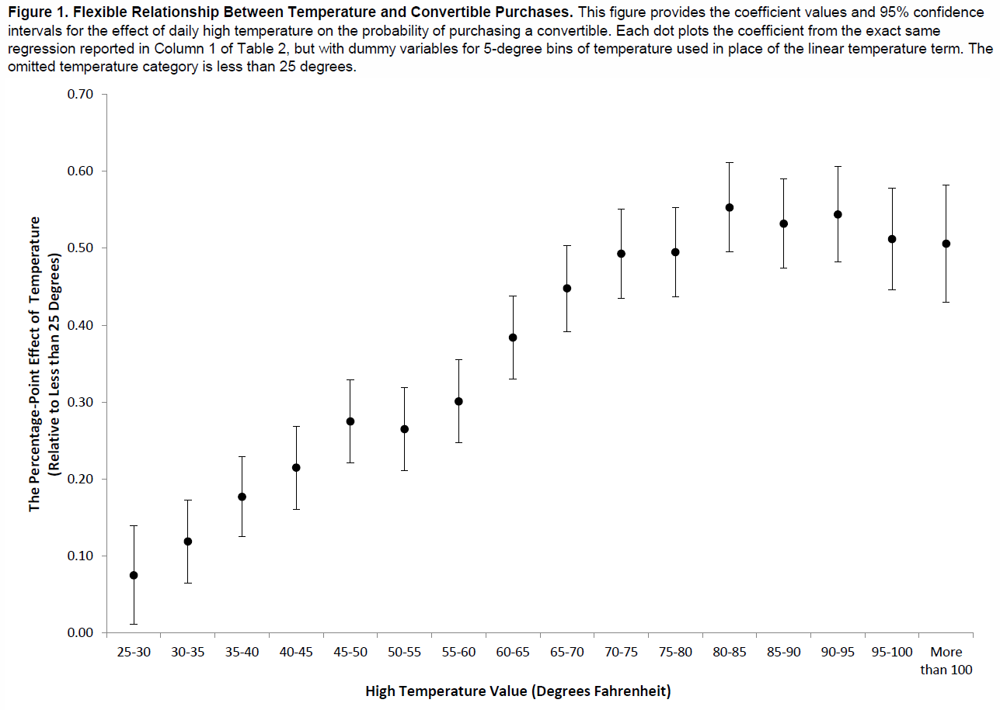 Figure 1. Flexible Relationship Between Temperature and Convertible Purchases. This figure provides the coefficient values and 95% confidence
intervals for the effect of daily high temperature on the probability of purchasing a convertible. Each dot plots the coefficient from the exact same
regression reported in Column 1 of Table 2, but with dummy variables for 5-degree bins of temperature used in place of the linear temperature term. The
omitted temperature category is less than 25 degrees.
The Percentage-Point Effect of Temperature
(Relative to Less than 25 Degrees)
0.70
0.60
0.50
0.40
0.30
0.20
0.10
0.00
25-30 30-35 35-40 40-45 45-50 50-55 55-60 60-65 65-70 70-75 75-80 80-85 85-90 90-95 95-100 More
than 100
High Temperature Value (Degrees Fahrenheit)